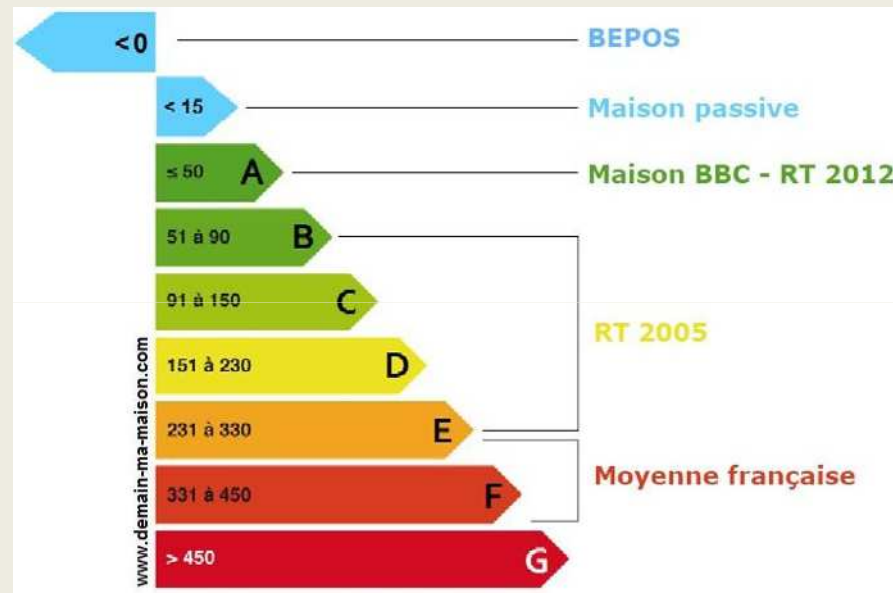 <0
BEPOS
< 15
Maison passive
≤ 50 A
Maison BBC - RT 2012
51 à 90 B
91 à 150 C
RT 2005
151 à 230 D
231 à 330 E
Moyenne française
331 à 450 F
> 450 G
www.demain-ma-maison.com